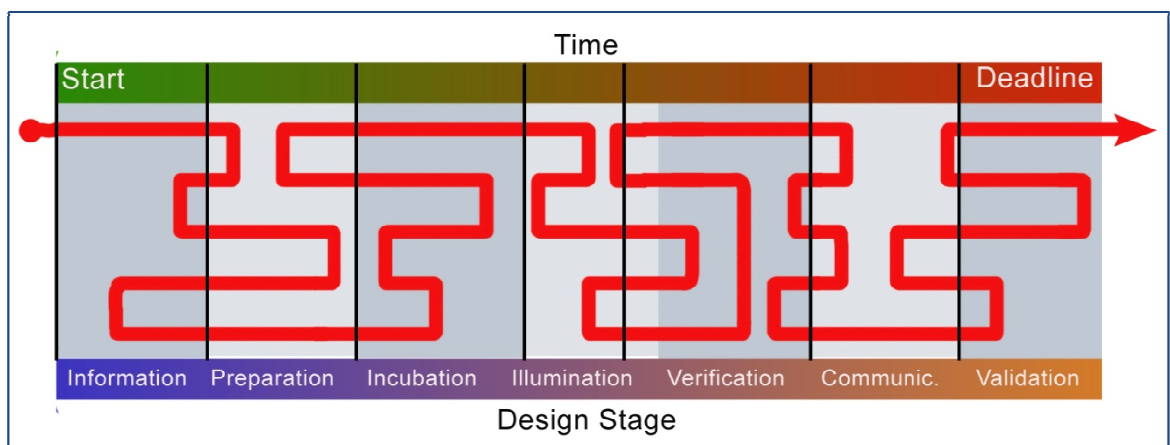 Time
Start Deadline
Information Preparation Incubation Illumination Verification Communic. Validation
Design Stage